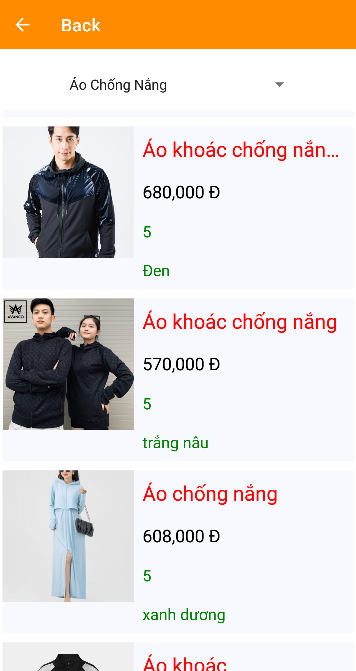 Back
Áo Chống Nắng
Áo khoác chống nắn...
680,000 Đ
5
Đen
Áo khoác chống nắng
570,000 Đ
5
trắng nâu
Áo chống nắng
608,000 Đ
5
xanh dương
Áo khoác